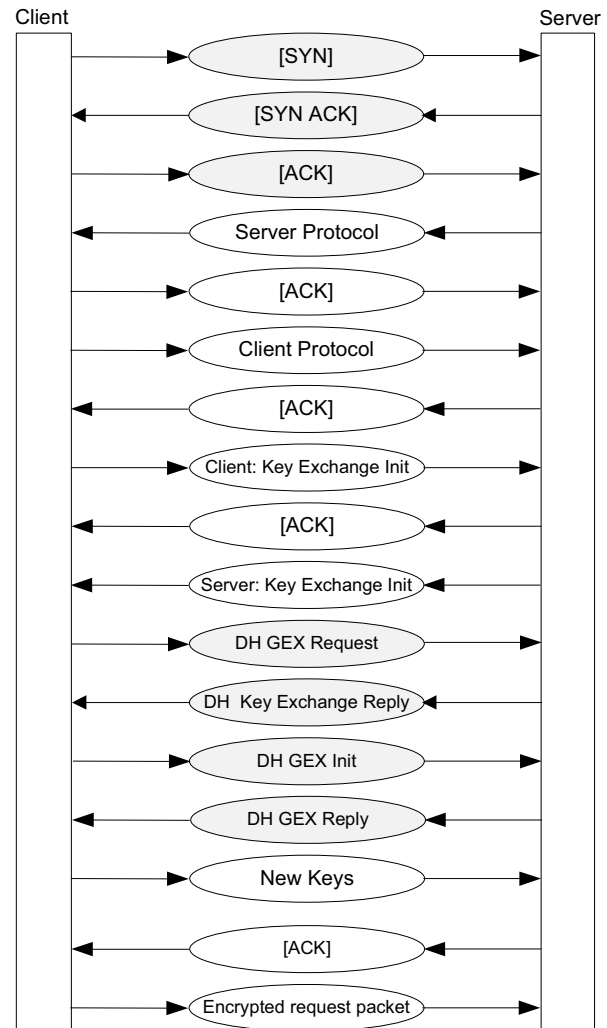 Client
Server
[SYN]
[SYN ACK]
[ACK]
Server Protocol
[ACK]
Client Protocol
[ACK]
Client: Key Exchange Init
[ACK]
Server: Key Exchange Init
DH GEX Request
DH Key Exchange Reply
DH GEX Init
DH GEX Reply
New Keys
[ACK]
Encrypted request packet